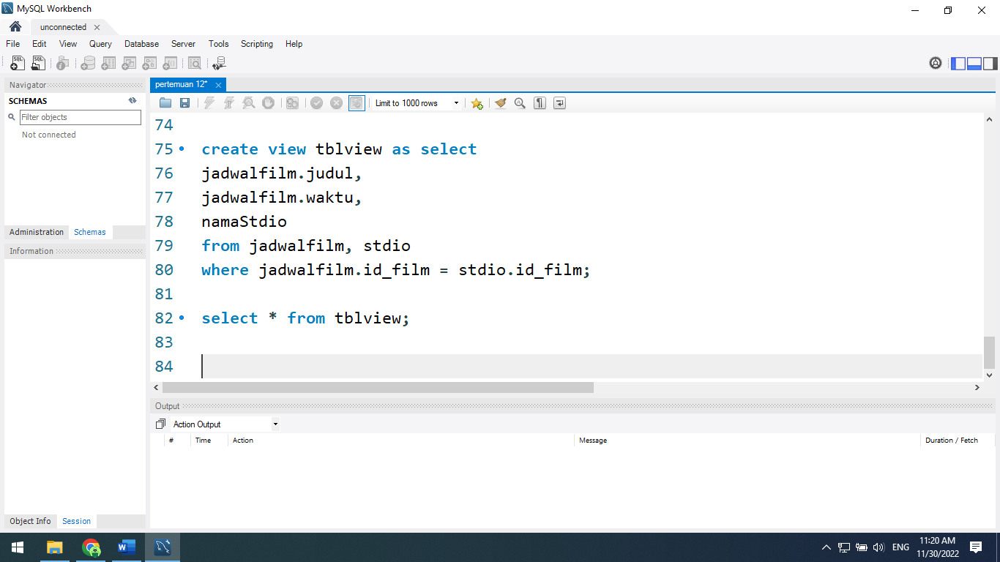 MySQL Workbench
unconnected
File Edit View Query Database Server Tools Scripting Help
Navigator
SCHEMAS
Filter objects
Not connected
Administration Schemas
Information
Object Info Session
pertemuan 12*
Limit to 1000 rows
74
75 create view tblview as select
76 jadwalfilm.judul,
77 jadwalfilm.waktu,
78 namaStdio
79 from jadwalfilm, stdio
80 where jadwalfilm.id_film = stdio.id_film;
81
82 select * from tblview;
83
84
Output
Action Output
# Time Action Message Duration / Fetch
ENG
11:20 AM
11/30/2022